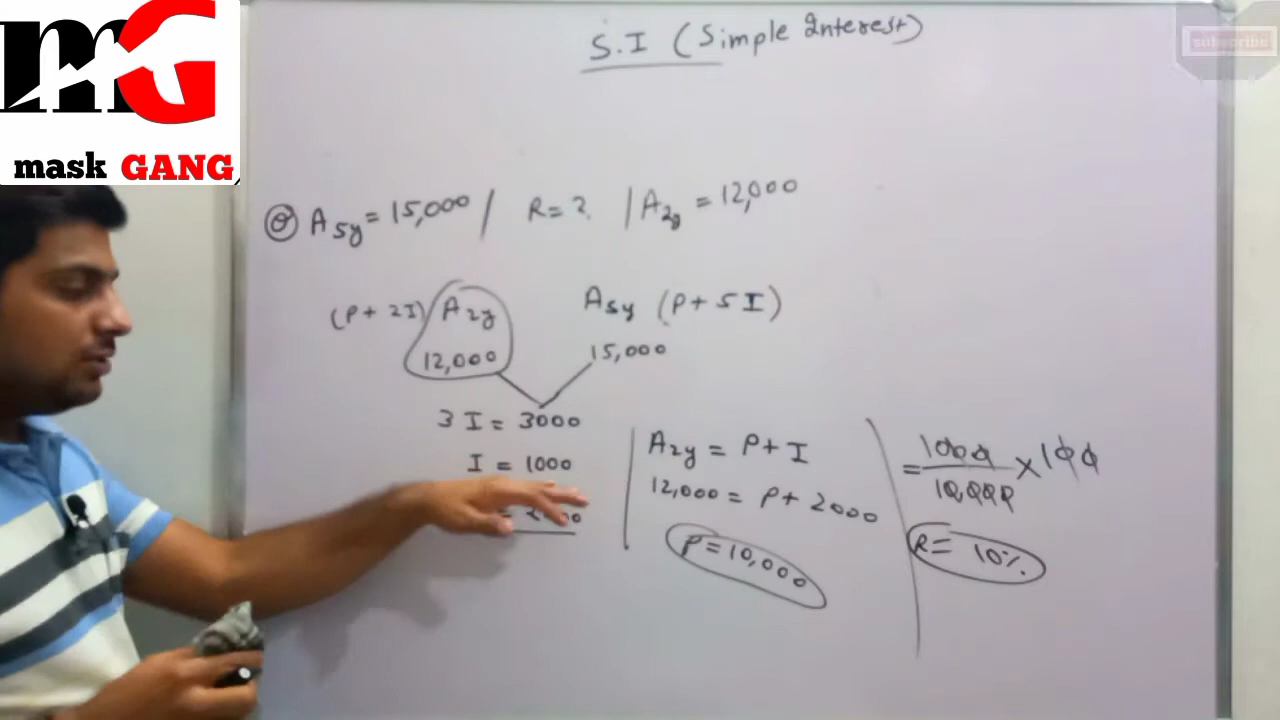 mG
mask GANG,
subscribe
S.I (Simple Interest)
Q A5y = 15,000 / R = ? / A2y = 12,000
(P + 2I) A2y A5y (P + 5I)
12,000 15,000
3 I = 3000
I = 1000
A2y = P + I
12,000 = P + 2000
P = 10,000
= 1000/10,000 × 100
R = 10%